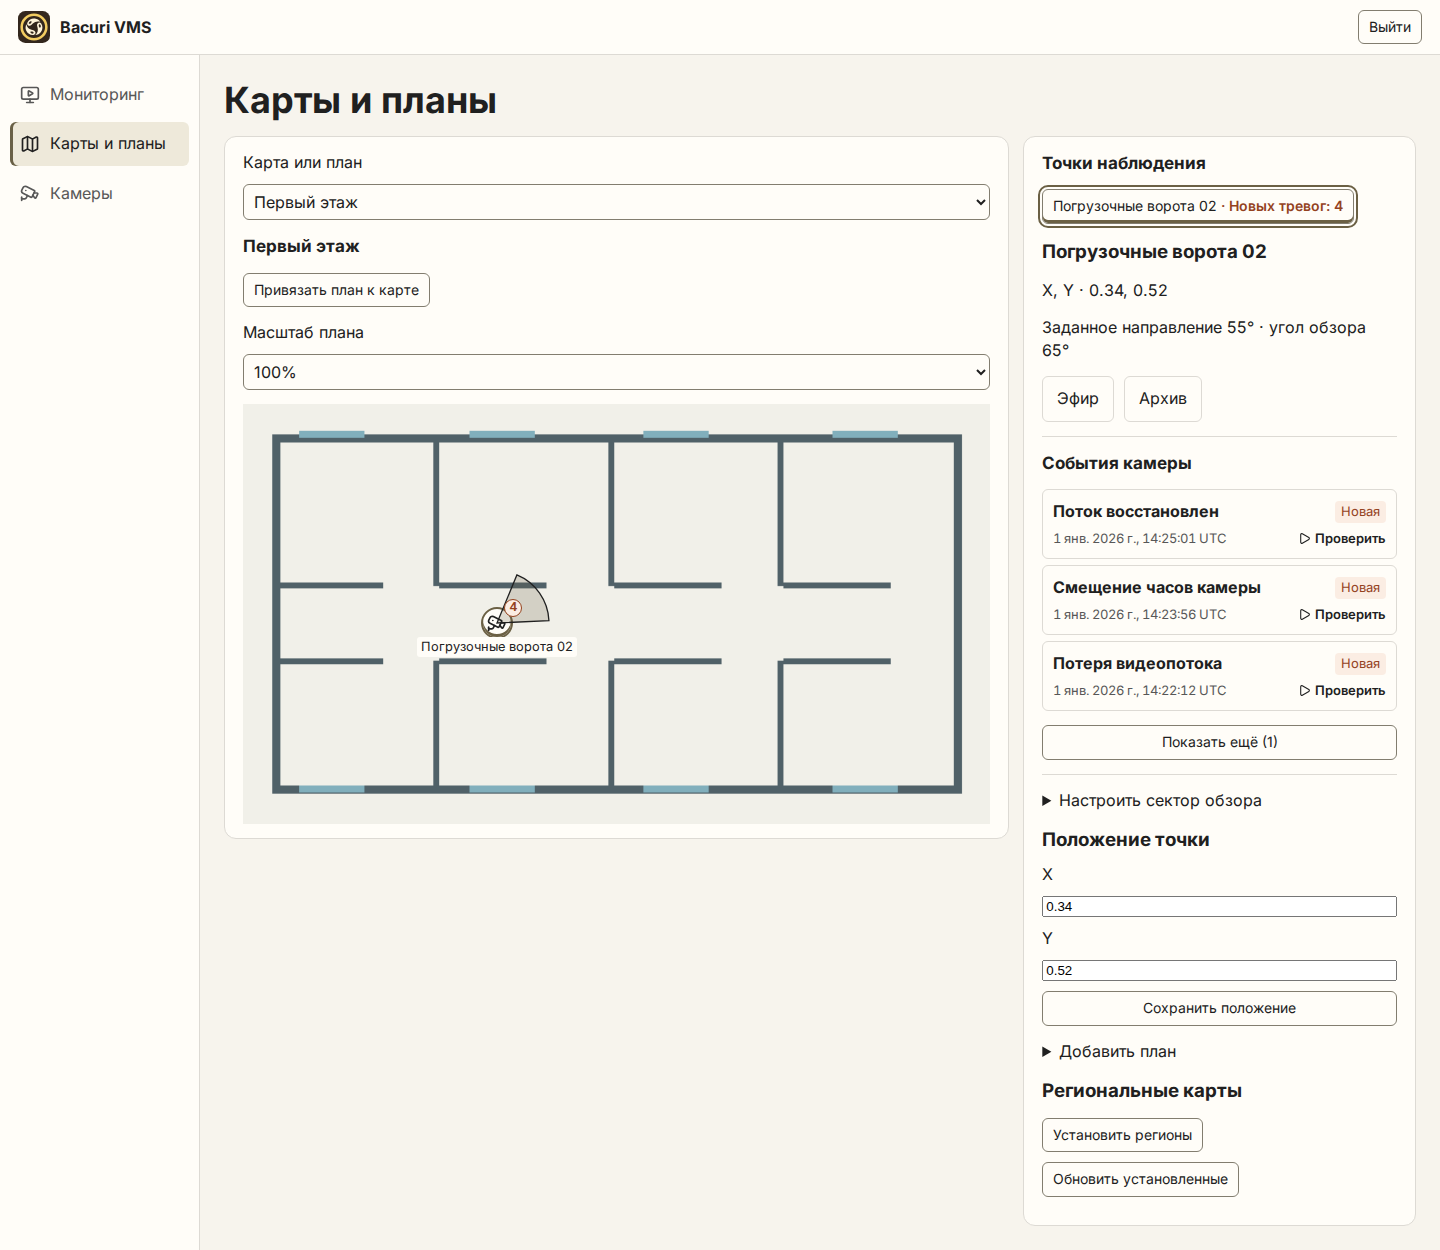 Bacuri VMS
Выйти
Мониторинг
Карты и планы
Камеры
Карты и планы
Карта или план
Первый этаж
Первый этаж
Привязать план к карте
Масштаб плана
100%
4
Погрузочные ворота 02
Точки наблюдения
Погрузочные ворота 02 · Новых тревог: 4
Погрузочные ворота 02
X, Y · 0.34, 0.52
Заданное направление 55° · угол обзора
65°
Эфир
Архив
События камеры
Поток восстановлен
Новая
1 янв. 2026 г., 14:25:01 UTC
Проверить
Смещение часов камеры
Новая
1 янв. 2026 г., 14:23:56 UTC
Проверить
Потеря видеопотока
Новая
1 янв. 2026 г., 14:22:12 UTC
Проверить
Показать ещё (1)
Настроить сектор обзора
Положение точки
X
0.34
Y
0.52
Сохранить положение
Добавить план
Региональные карты
Установить регионы
Обновить установленные